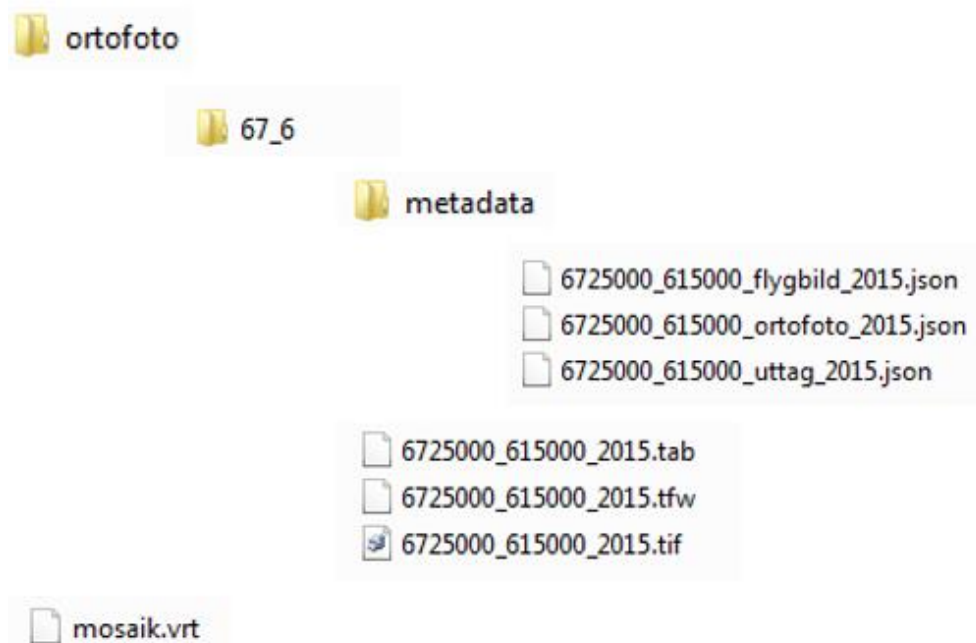 ortofoto
67_6
metadata
6725000_615000_flygbild_2015.json
6725000_615000_ortofoto_2015.json
6725000_615000_uttag_2015.json
6725000_615000_2015.tab
6725000_615000_2015.tfw
6725000_615000_2015.tif
mosaik.vrt